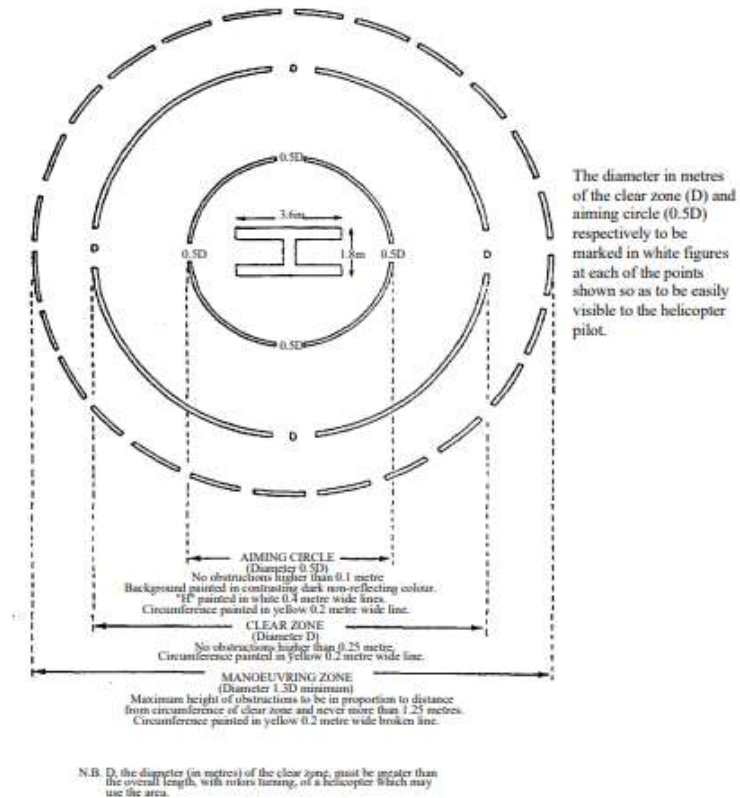 D
0.5D
3.6m
D
0.5D
1.8m
0.5D
D
0.5D
D
The diameter in metres
of the clear zone (D) and
aiming circle (0.5D)
respectively to be
marked in white figures
at each of the points
shown so as to be easily
visible to the helicopter
pilot.
AIMING CIRCLE
(Diameter 0.5D)
No obstructions higher than 0.1 metre
Background painted in contrasting dark non-reflecting colour.
"H" painted in white 0.4 metre wide lines.
Circumference painted in yellow 0.2 metre wide line.
CLEAR ZONE
(Diameter D)
No obstructions higher than 0.25 metre
Circumference painted in yellow 0.2 metre wide line.
MANOEUVRING ZONE
(Diameter 1.3D minimum)
Maximum height of obstructions to be in proportion to distance
from circumference of clear zone and never more than 1.25 metres.
Circumference painted in yellow 0.2 metre wide broken line.
N.B. D, the diameter (in metres) of the clear zone, must be greater than
the overall length, with rotors turning, of a helicopter which may
use the area.